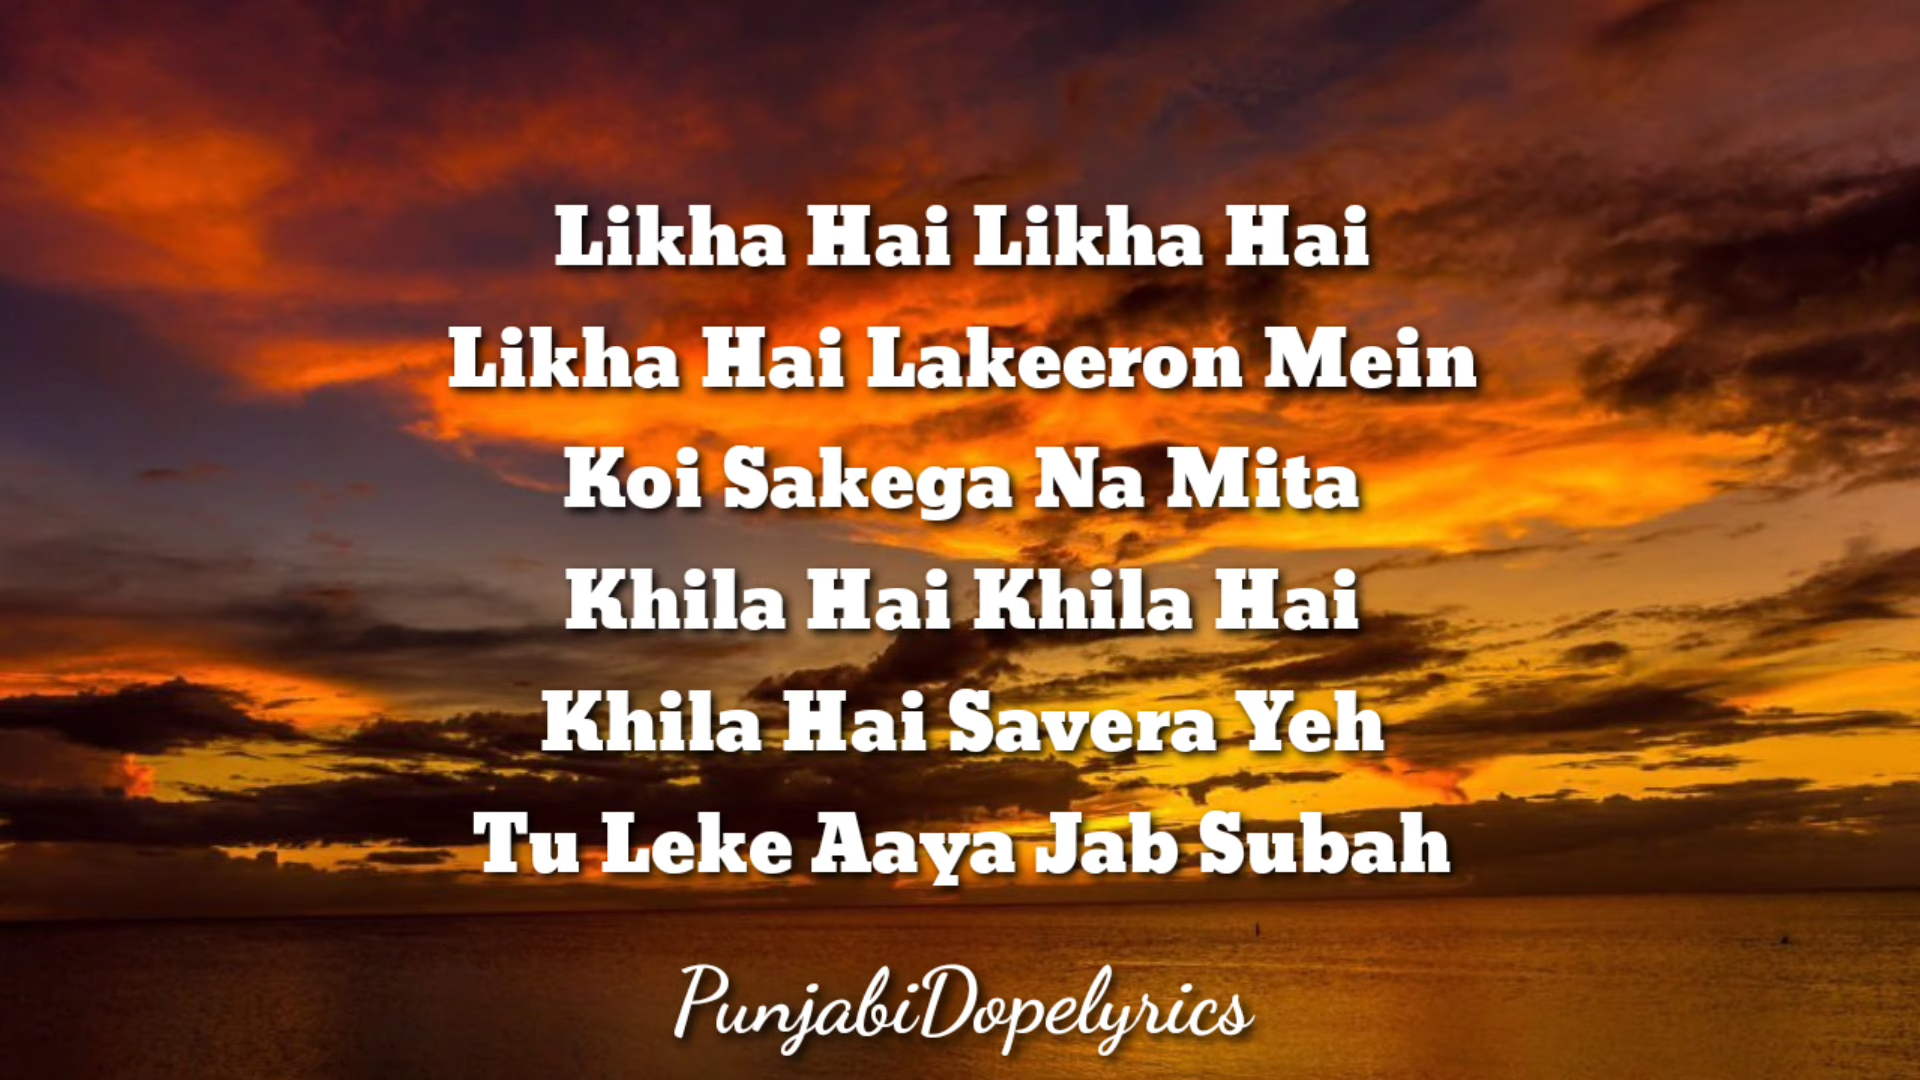 Likha Hai Likha Hai
Likha Hai Lakeeron Mein
Koi Sakega Na Mita
Khila Hai Khila Hai
Khila Hai Savera Yeh
Tu Leke Aaya Jab Subah
PunjabiDopelyrics